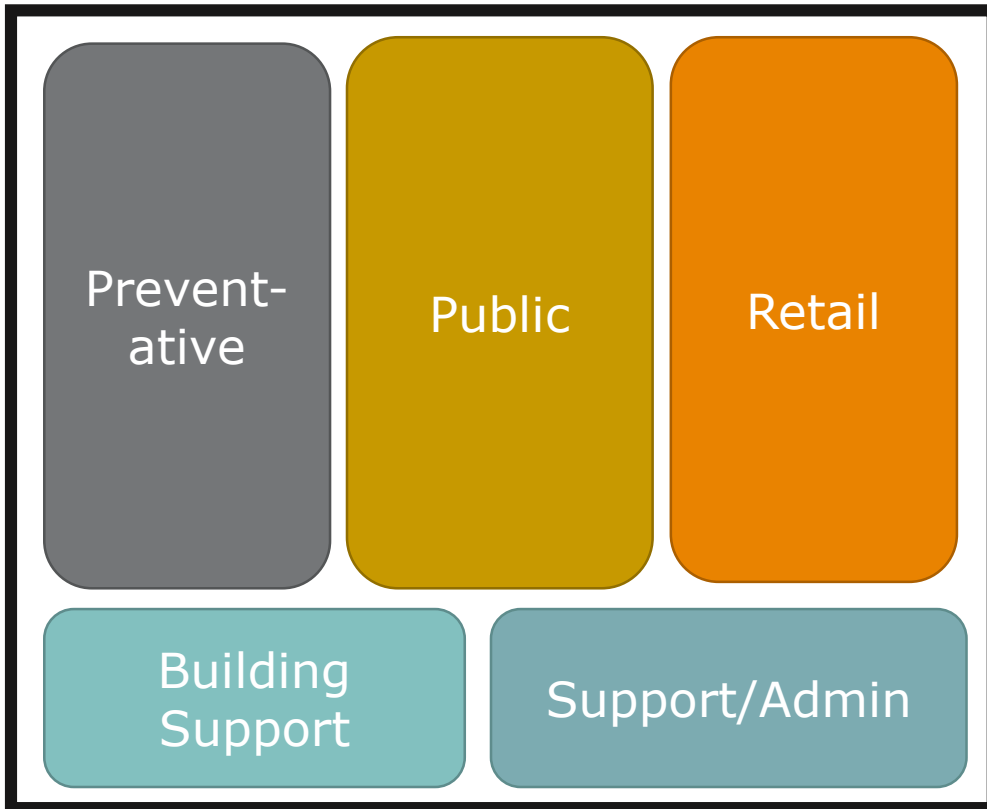 Prevent-
ative
Public
Retail
Building
Support
Support/Admin